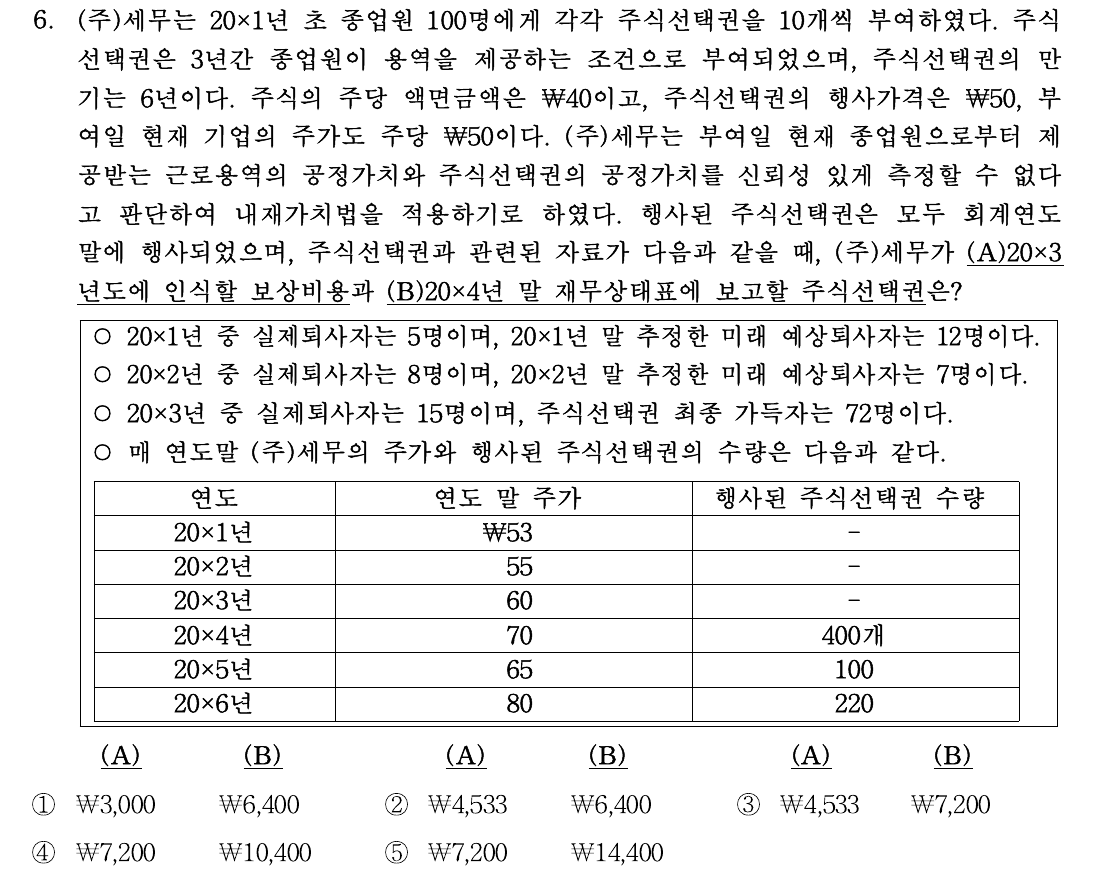 6. (주)세무는 20×1년 초 종업원 100명에게 각각 주식선택권을 10개씩 부여하였다. 주식
선택권은 3년간 종업원이 용역을 제공하는 조건으로 부여되었으며, 주식선택권의 만
기는 6년이다. 주식의 주당 액면금액은 ₩40이고, 주식선택권의 행사가격은 ₩50, 부
여일 현재 기업의 주가도 주당 ₩50이다. (주)세무는 부여일 현재 종업원으로부터 제
공받는 근로용역의 공정가치와 주식선택권의 공정가치를 신뢰성 있게 측정할 수 없다
고 판단하여 내재가치법을 적용하기로 하였다. 행사된 주식선택권은 모두 회계연도
말에 행사되었으며, 주식선택권과 관련된 자료가 다음과 같을 때, (주)세무가 (A)20×3
년도에 인식할 보상비용과 (B)20×4년 말 재무상태표에 보고할 주식선택권은?
○ 20×1년 중 실제퇴사자는 5명이며, 20×1년 말 추정한 미래 예상퇴사자는 12명이다.
○ 20×2년 중 실제퇴사자는 8명이며, 20×2년 말 추정한 미래 예상퇴사자는 7명이다.
○ 20×3년 중 실제퇴사자는 15명이며, 주식선택권 최종 가득자는 72명이다.
○ 매 연도말 (주)세무의 주가와 행사된 주식선택권의 수량은 다음과 같다.
연도 연도 말 주가 행사된 주식선택권 수량
20×1년 ₩53 -
20×2년 55 -
20×3년 60 -
20×4년 70 400개
20×5년 65 100
20×6년 80 220
(A) (B) (A) (B) (A) (B)
① ₩3,000 ₩6,400 ② ₩4,533 ₩6,400 ③ ₩4,533 ₩7,200
④ ₩7,200 ₩10,400 ⑤ ₩7,200 ₩14,400